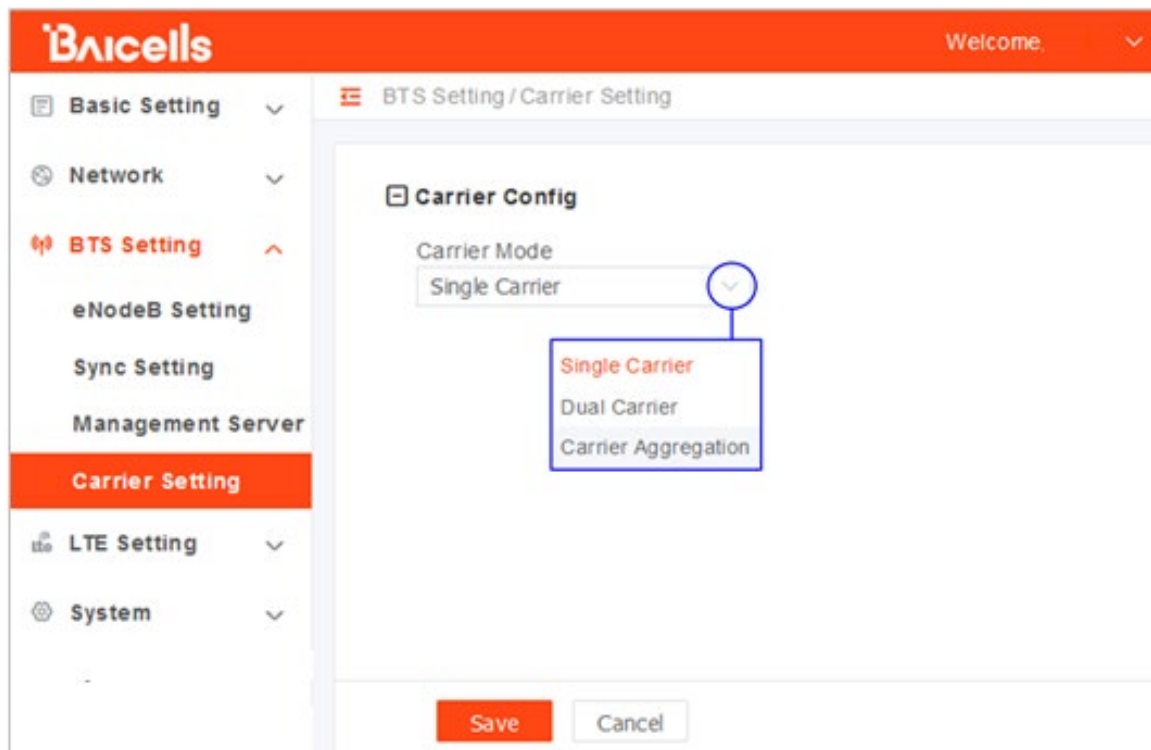 Baicells
Welcome,
Basic Setting
BTS Setting / Carrier Setting
Network
Carrier Config
BTS Setting
Carrier Mode
Single Carrier
eNodeB Setting
Sync Setting
Single Carrier
Dual Carrier
Management Server
Carrier Aggregation
Carrier Setting
LTE Setting
System
Save
Cancel